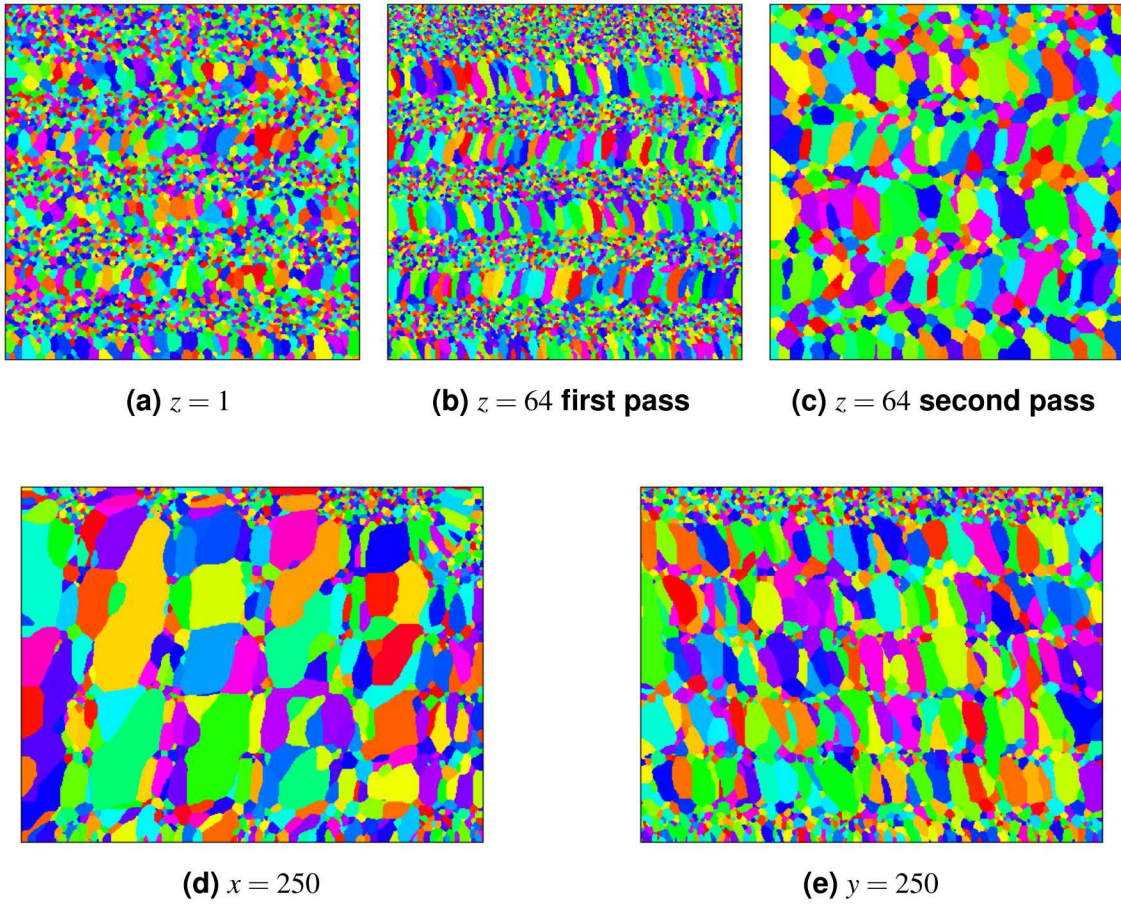 (a) z = 1
(b) z = 64 first pass
(c) z = 64 second pass
(d) x = 250
(e) y = 250